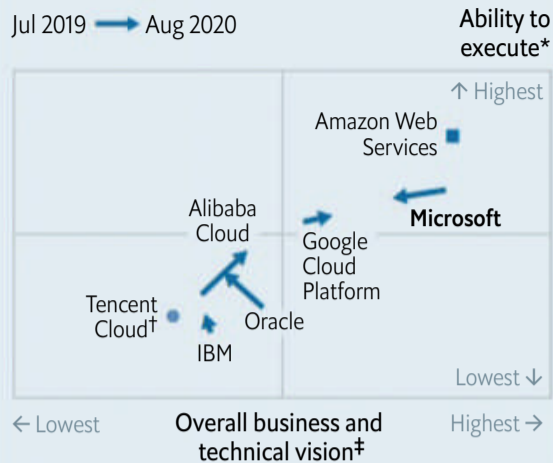 Jul 2019 → Aug 2020
Ability to
execute*
↑ Highest
Amazon Web
Services
Microsoft
Alibaba
Cloud
Google
Cloud
Platform
Tencent
Cloud†
Oracle
IBM
Lowest ↓
← Lowest
Overall business and
technical vision‡
Highest →